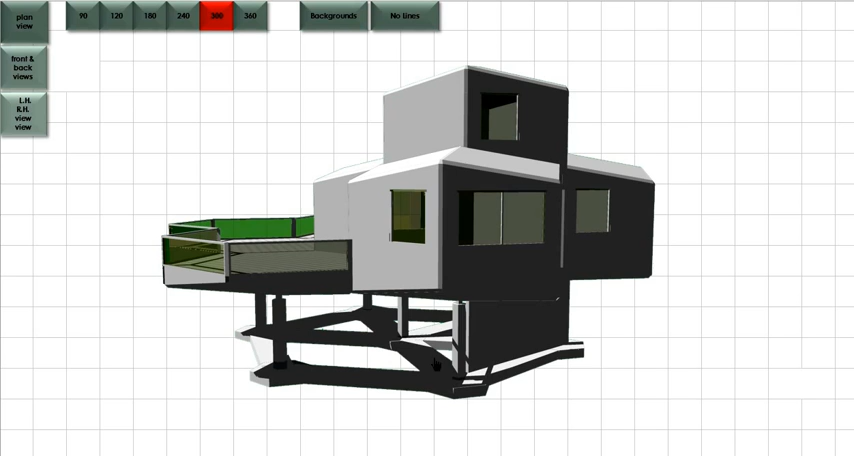 plan
view
90 120 180 240 300 360
Backgrounds
No Lines
front &
back
views
L.H.
R.H.
view
view